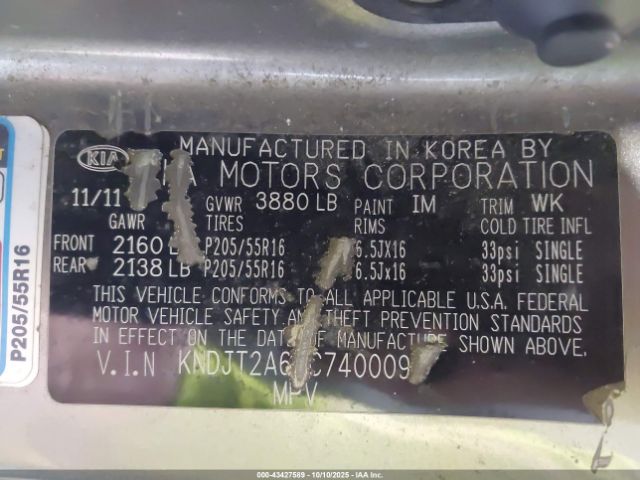 P205/55R16
KIA
MANUFACTURED IN KOREA BY
MOTORS CORPORATION
11/11 GVWR 3880 LB PAINT IM TRIM WK
GAWR TIRES RIMS COLD TIRE INFL
FRONT 2160 P205/55R16 6.5JX16 33psi SINGLE
REAR 2138 LB P205/55R16 6.5Jx16 33psi SINGLE
THIS VEHICLE CONFORMS TO ALL APPLICABLE U.S.A. FEDERAL
MOTOR VEHICLE SAFETY AND THEFT PREVENTION STANDARDS
IN EFFECT ON THE DATE OF MANUFACTURE SHOWN ABOVE.
V.I.N
MPV
000-43427589 | 10/10/2025 | IAA Inc.